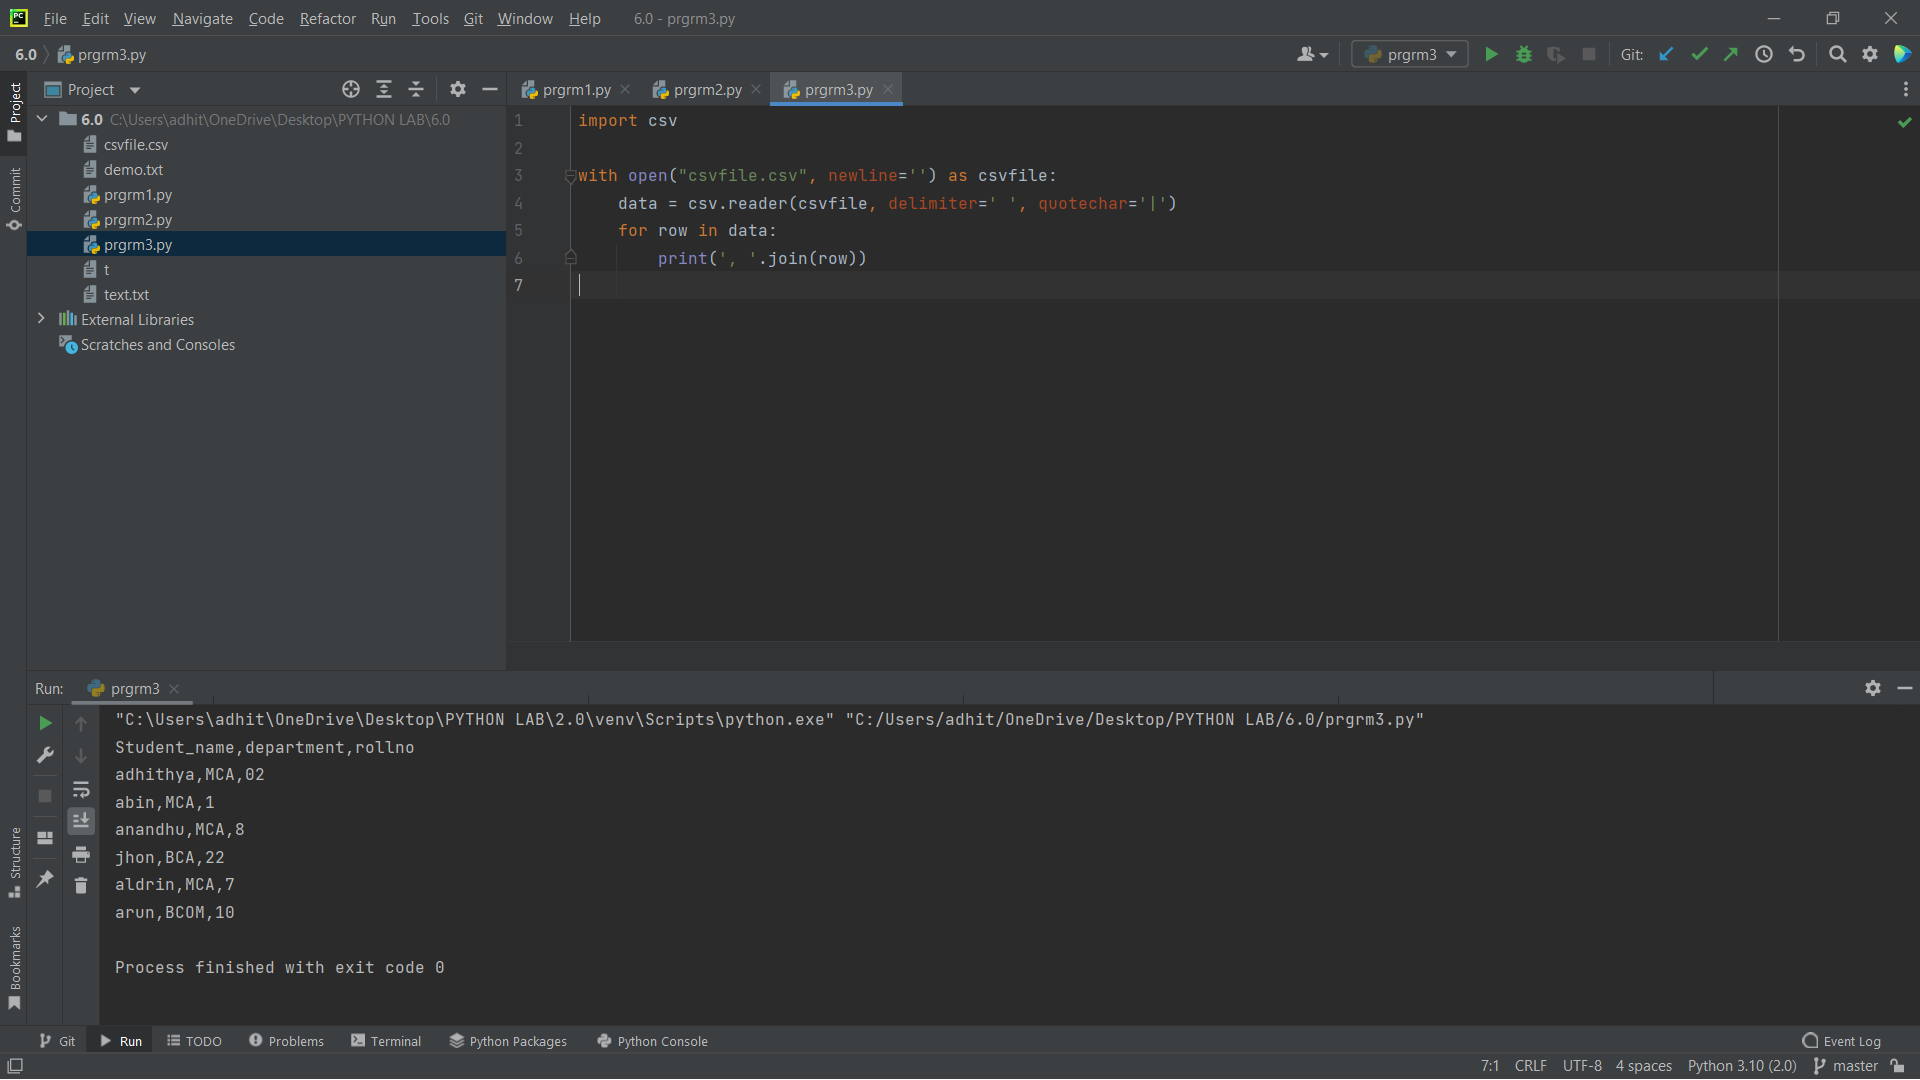 File Edit View Navigate Code Refactor Run Tools Git Window Help 6.0 - prgrm3.py
6.0 prgrm3.py prgrm3 Git:
Project
prgrm1.py prgrm2.py prgrm3.py
Project
Commit
Structure
Bookmarks
6.0 C:\Users\adhit\OneDrive\Desktop\PYTHON LAB\6.0
csvfile.csv
demo.txt
prgrm1.py
prgrm2.py
prgrm3.py
t
text.txt
External Libraries
Scratches and Consoles
1 import csv
2
3 with open("csvfile.csv", newline='') as csvfile:
4 data = csv.reader(csvfile, delimiter=' ', quotechar='|')
5 for row in data:
6 print(', '.join(row))
7
Run: prgrm3
"C:\Users\adhit\OneDrive\Desktop\PYTHON LAB\2.0\venv\Scripts\python.exe" "C:/Users/adhit/OneDrive/Desktop/PYTHON LAB/6.0/prgrm3.py"
Student_name,department,rollno
adhithya,MCA,02
abin,MCA,1
anandhu,MCA,8
jhon,BCA,22
aldrin,MCA,7
arun,BCOM,10
Process finished with exit code 0
Git Run TODO Problems Terminal Python Packages Python Console Event Log
7:1 CRLF UTF-8 4 spaces Python 3.10 (2.0) master